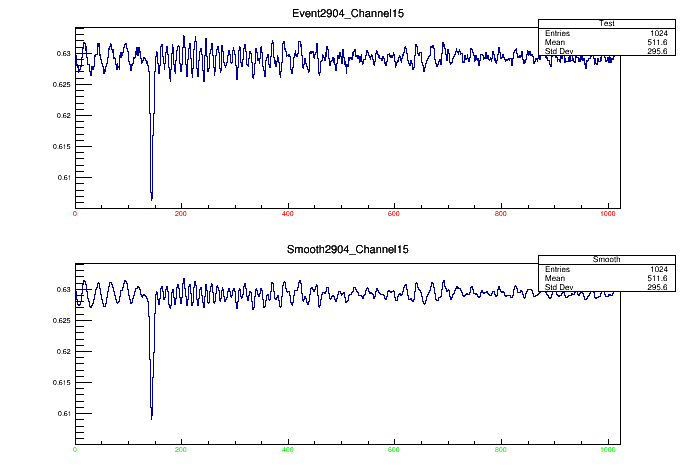 Event2904_Channel15
Test
Entries 1024
Mean 511.6
Std Dev 295.6
0.63
0.625
0.62
0.615
0.61
0 200 400 600 800 1000
Smooth2904_Channel15
Smooth
Entries 1024
Mean 511.6
Std Dev 295.6
0.63
0.625
0.62
0.615
0.61
0 200 400 600 800 1000